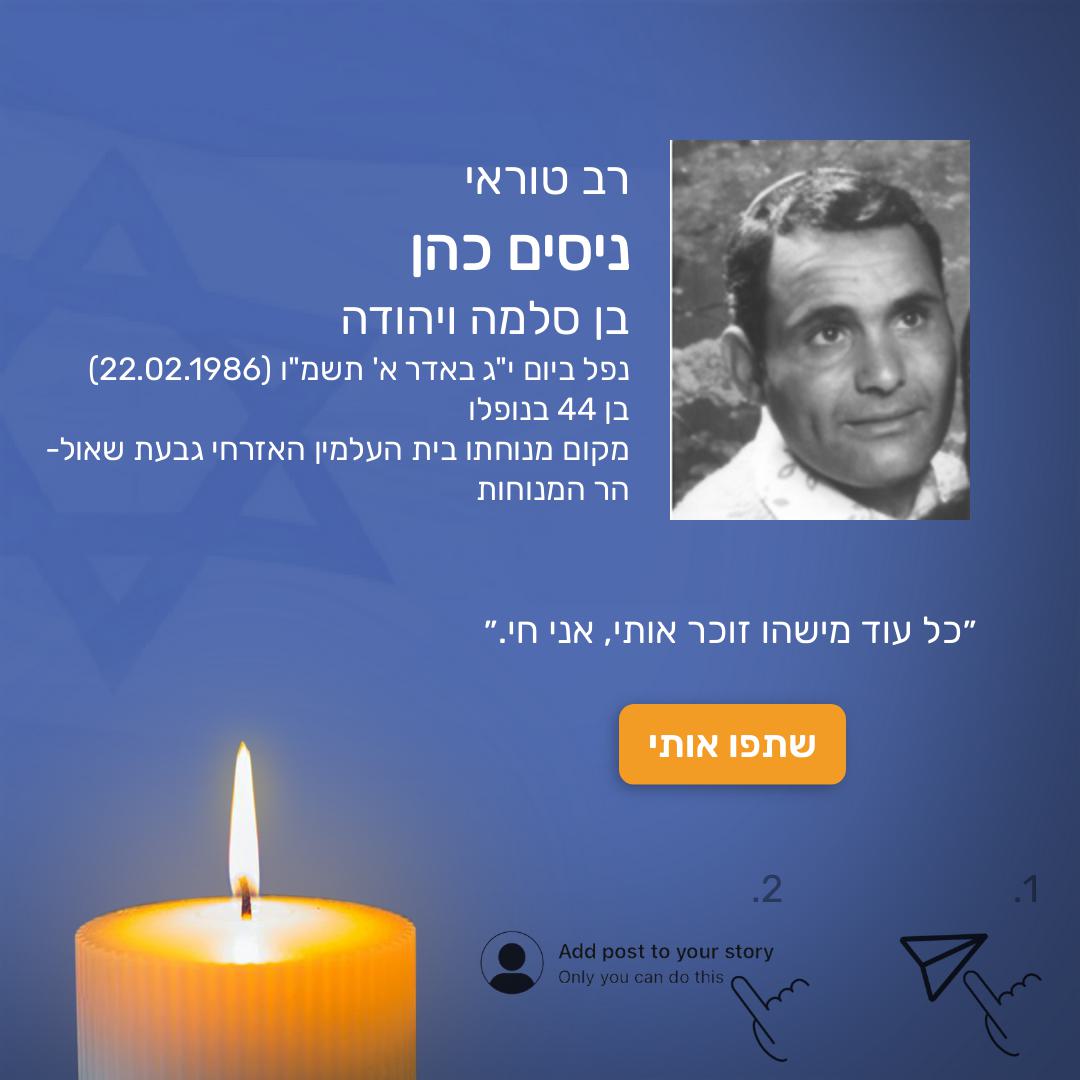 רב טוראי
ניסים כהן
בן סלמה ויהודה
נפל ביום י"ג באדר א' תשמ"ו (22.02.1986)
בן 44 בנופלו
מקום מנוחתו בית העלמין האזרחי גבעת שאול-
הר המנוחות
״כל עוד מישהו זוכר אותי, אני חי.״
שתפו אותי
1.
2.
Add post to your story
Only you can do this